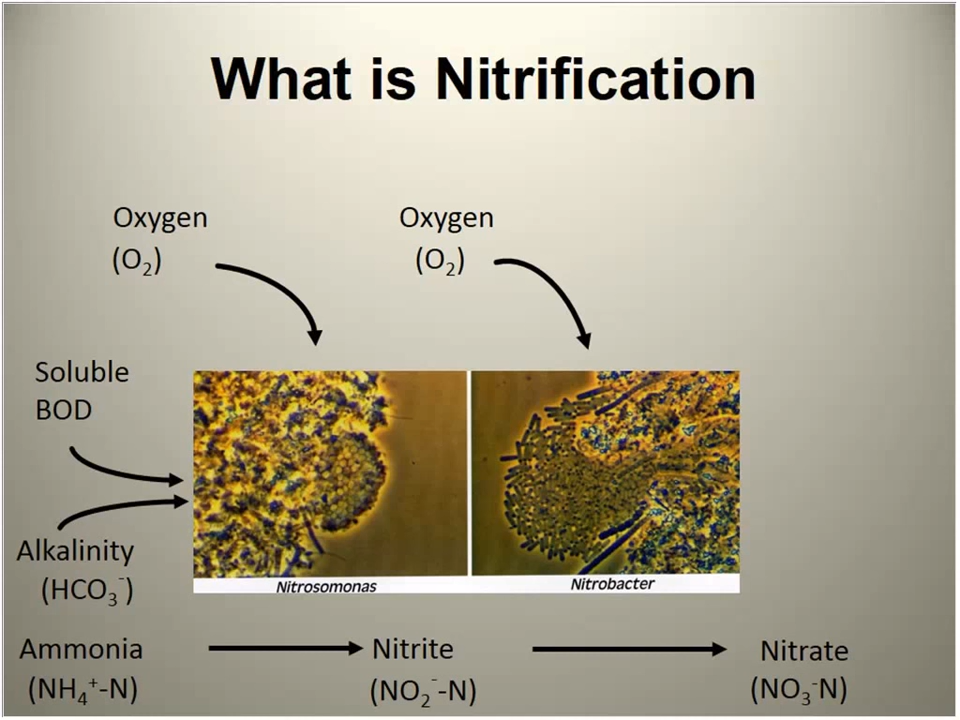 What is Nitrification
Oxygen
(O₂)
Oxygen
(O₂)
Soluble
BOD
Alkalinity
(HCO₃⁻)
Nitrosomonas
Nitrobacter
Ammonia
(NH₄⁺-N)
Nitrite
(NO₂⁻-N)
Nitrate
(NO₃⁻N)